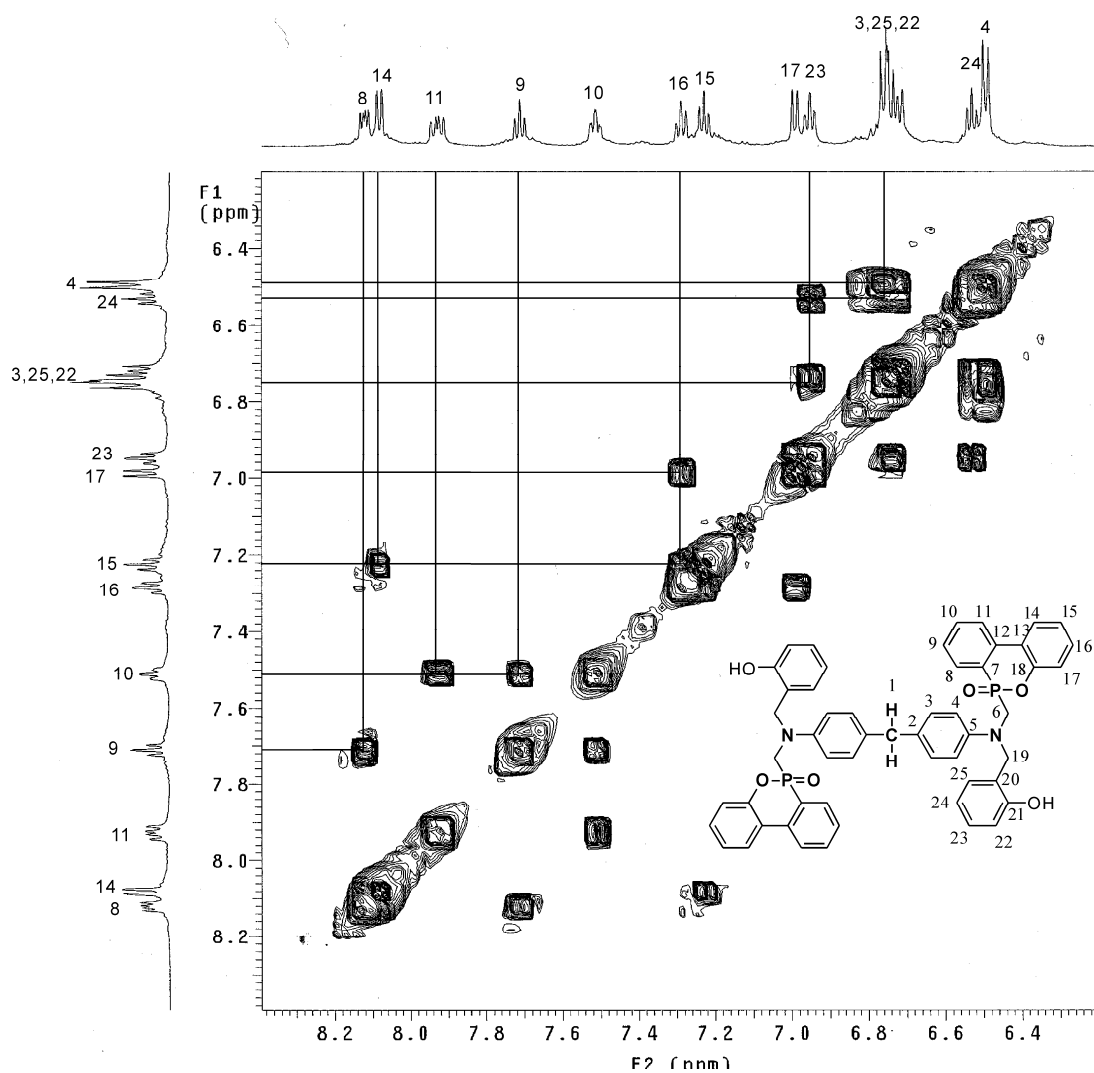 3,25,22
4
14
8
11
9
10
16 15
17 23
24
F1
(ppm)
6.4
6.6
6.8
7.0
7.2
7.4
7.6
7.8
8.0
8.2
4
24
3,25,22
23
17
15
16
10
9
11
14
8
10 11 14 15
12 13
9 16
8 7 18 17
O=P-O
HO
1
3 4 6
H
2 5
N N
H
19
O-P=O
25 20
24 21 OH
23 22
8.2 8.0 7.8 7.6 7.4 7.2 7.0 6.8 6.6 6.4
F2 (ppm)